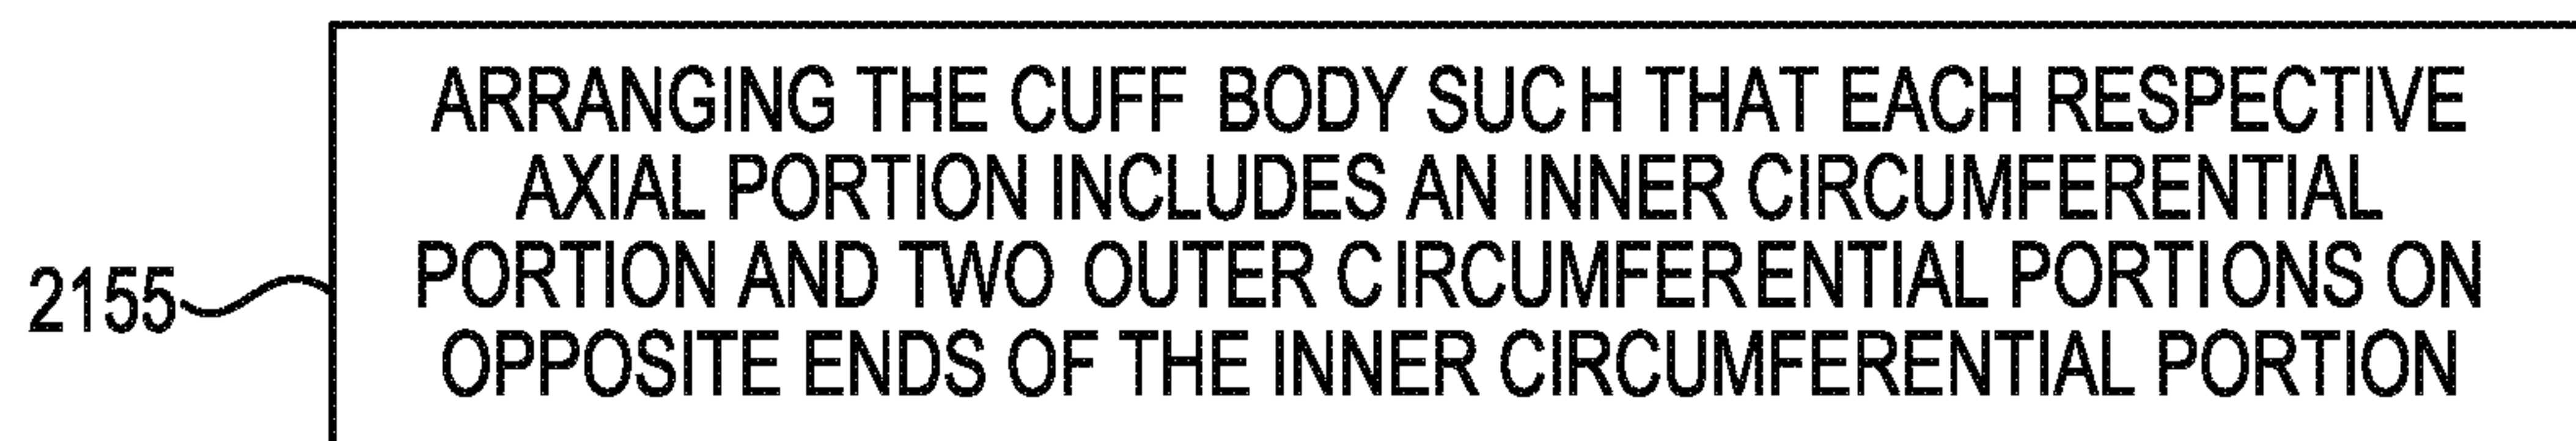 ARRANGING THE CUFF BODY SUCH THAT EACH RESPECTIVE
AXIAL PORTION INCLUDES AN INNER CIRCUMFERENTIAL
PORTION AND TWO OUTER CIRCUMFERENTIAL PORTIONS ON
OPPOSITE ENDS OF THE INNER CIRCUMFERENTIAL PORTION
2155